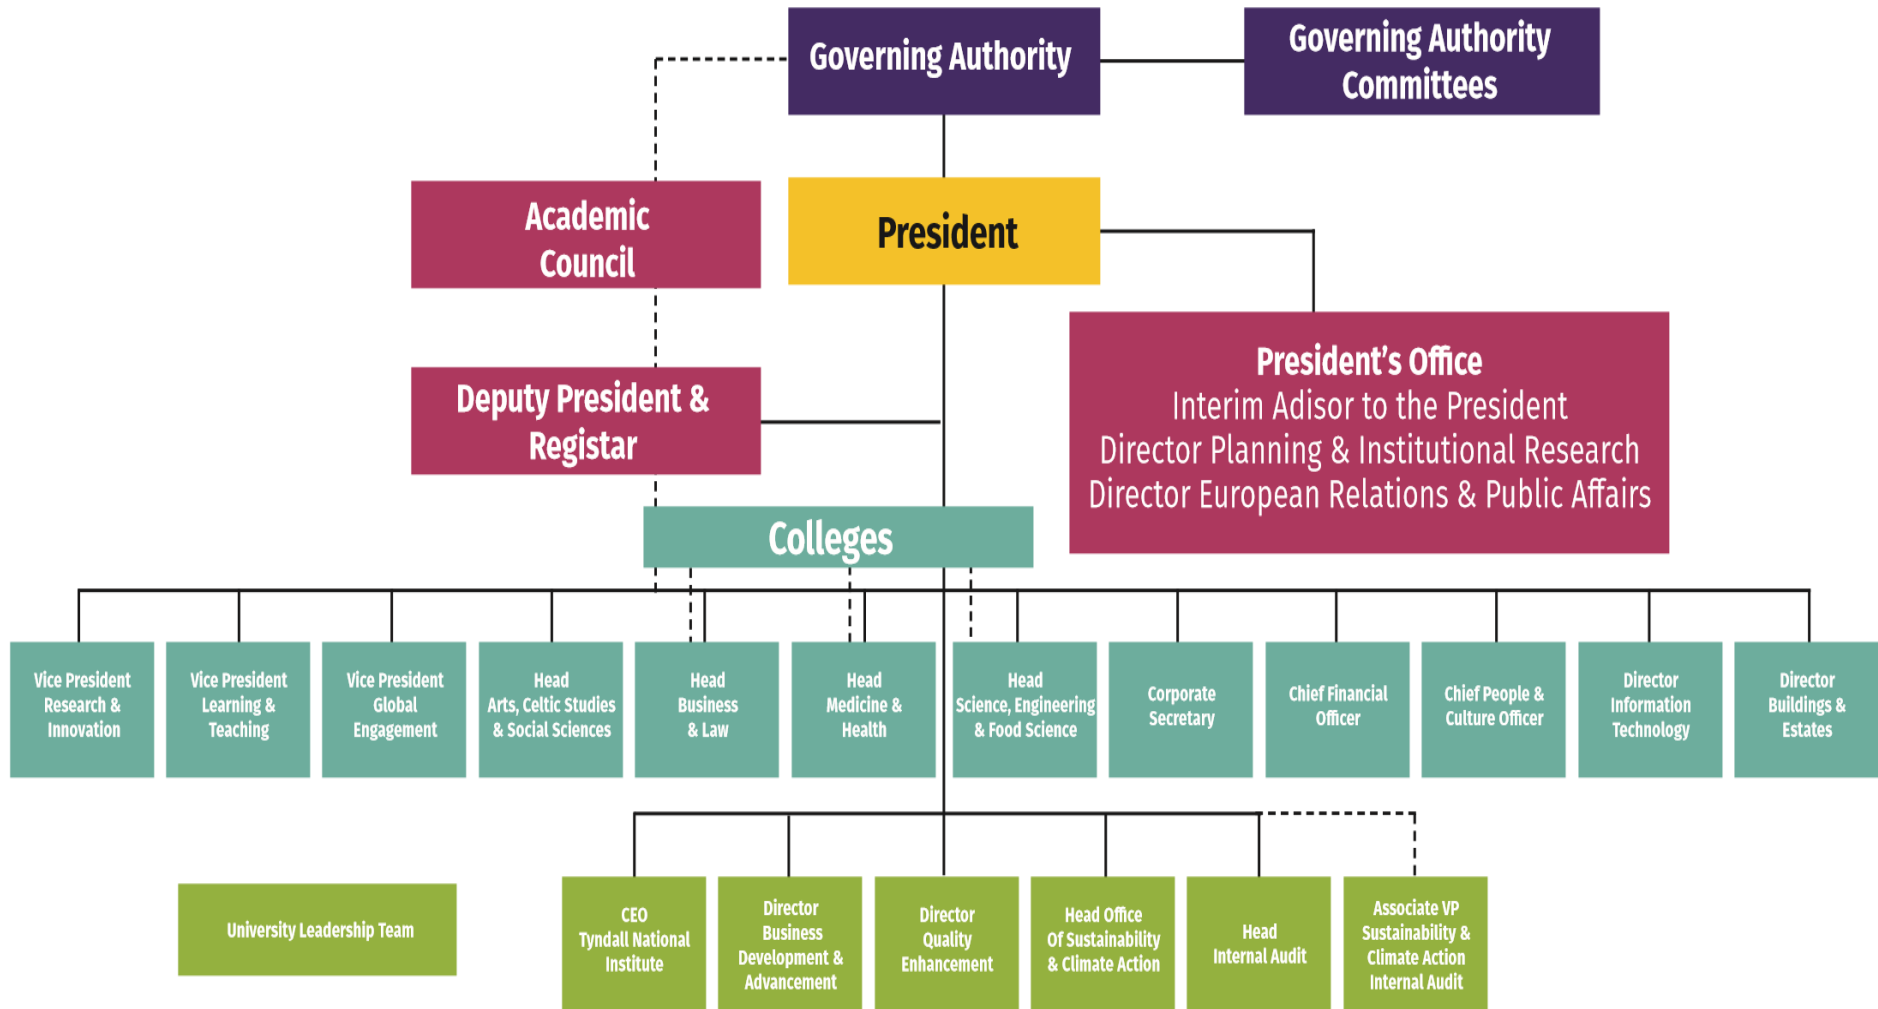 Governing Authority
Governing Authority
Committees
Academic
Council
President
President's Office
Interim Adisor to the President
Director Planning & Institutional Research
Director European Relations & Public Affairs
Deputy President &
Registar
Colleges
Vice President
Research &
Innovation
Vice President
Learning &
Teaching
Vice President
Global
Engagement
Head
Arts, Celtic Studies
& Social Sciences
Head
Business
& Law
Head
Medicine &
Health
Head
Science, Engineering
& Food Science
Corporate
Secretary
Chief Financial
Officer
Chief People &
Culture Officer
Director
Information
Technology
Director
Buildings &
Estates
University Leadership Team
CEO
Tyndall National
Institute
Director
Business
Development &
Advancement
Director
Quality
Enhancement
Head Office
Of Sustainability
& Climate Action
Head
Internal Audit
Associate VP
Sustainability &
Climate Action
Internal Audit